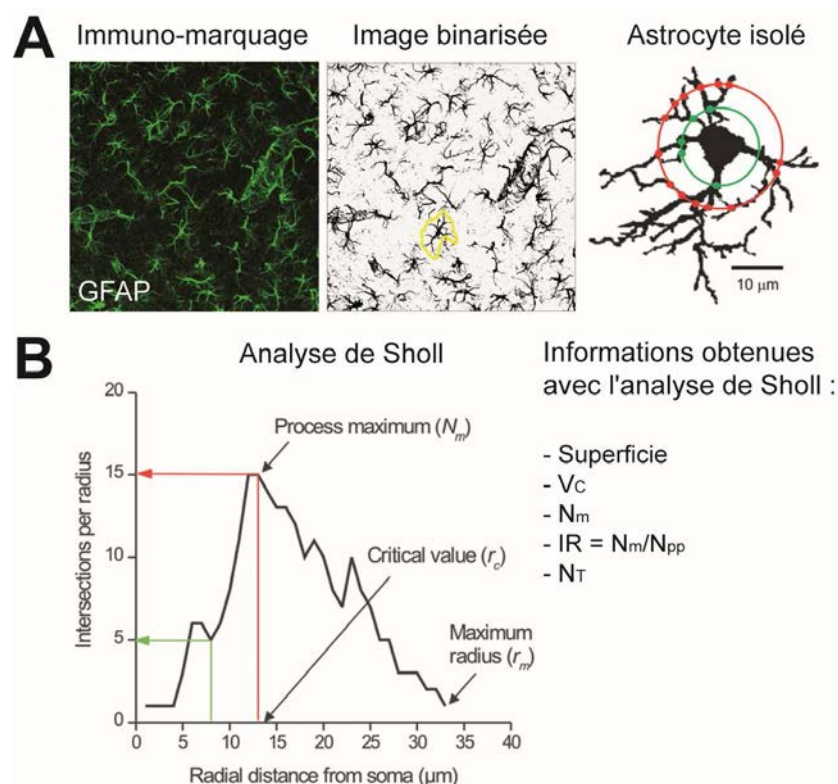 A
Immuno-marquage
Image binarisée
Astrocyte isolé
GFAP
10 µm
B
Analyse de Sholl
Informations obtenues
avec l'analyse de Sholl :
20
15
10
5
0
Intersections per radius
Process maximum (Nm)
Critical value (rc)
Maximum
radius (rm)
0 5 10 15 20 25 30 35 40
Radial distance from soma (µm)
- Superficie
- VC
- Nm
- IR = Nm/Npp
- NT